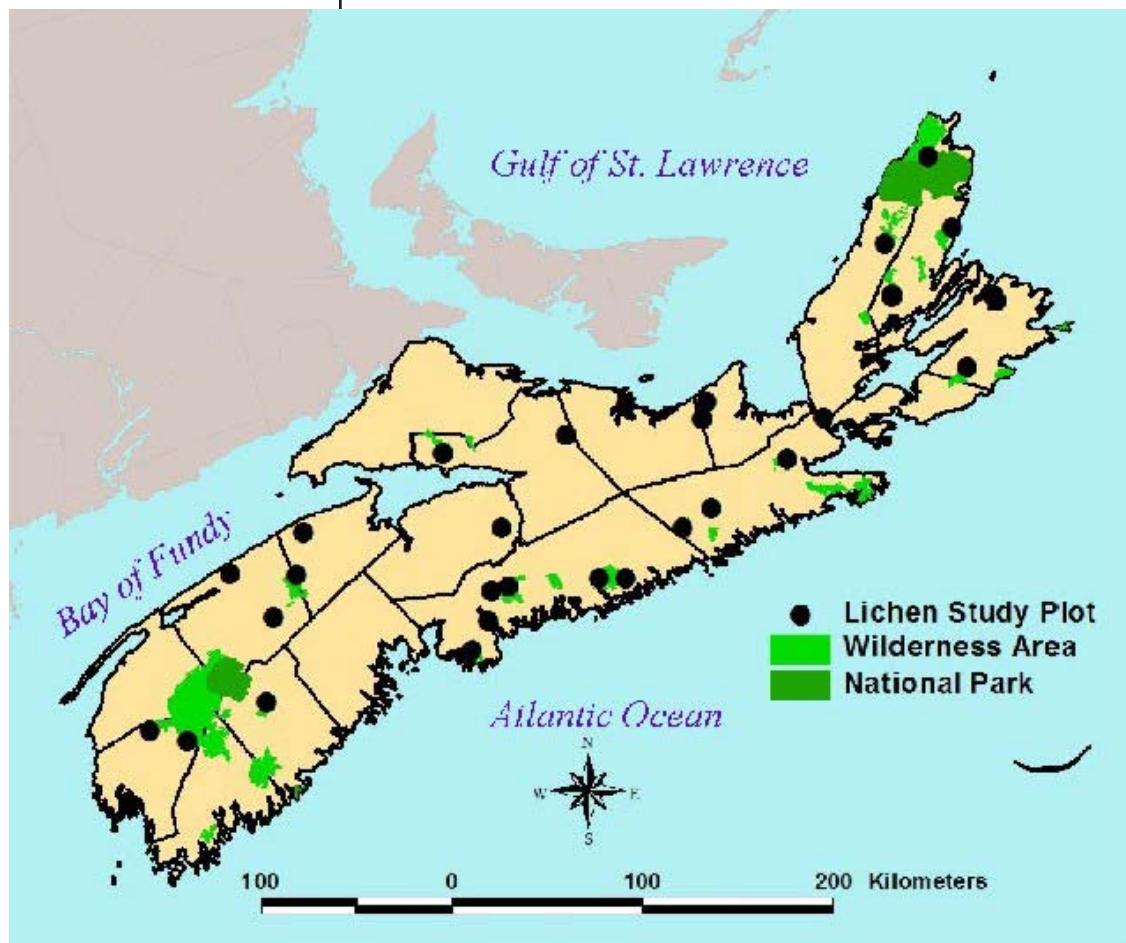 Gulf of St. Lawrence
Bay of Fundy
Lichen Study Plot
Wilderness Area
National Park
Atlantic Ocean
N
W E
S
100 0 100 200 Kilometers